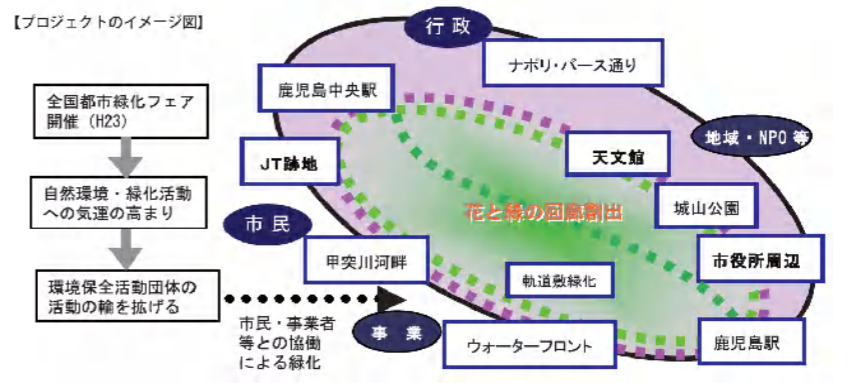 【プロジェクトのイメージ図】
全国都市緑化フェア
開催(H23)
自然環境・緑化活動
への気運の高まり
環境保全活動団体の
活動の輪を拡げる
市民・事業者
等との協働
による緑化
行 政
ナポリ・パース通り
鹿児島中央駅
地域・NPO 等
天文館
JT跡地
城山公園
花と緑の回廊創出
市 民
市役所周辺
甲突川河畔
軌道敷緑化
事 業
ウォーターフロント
鹿児島駅